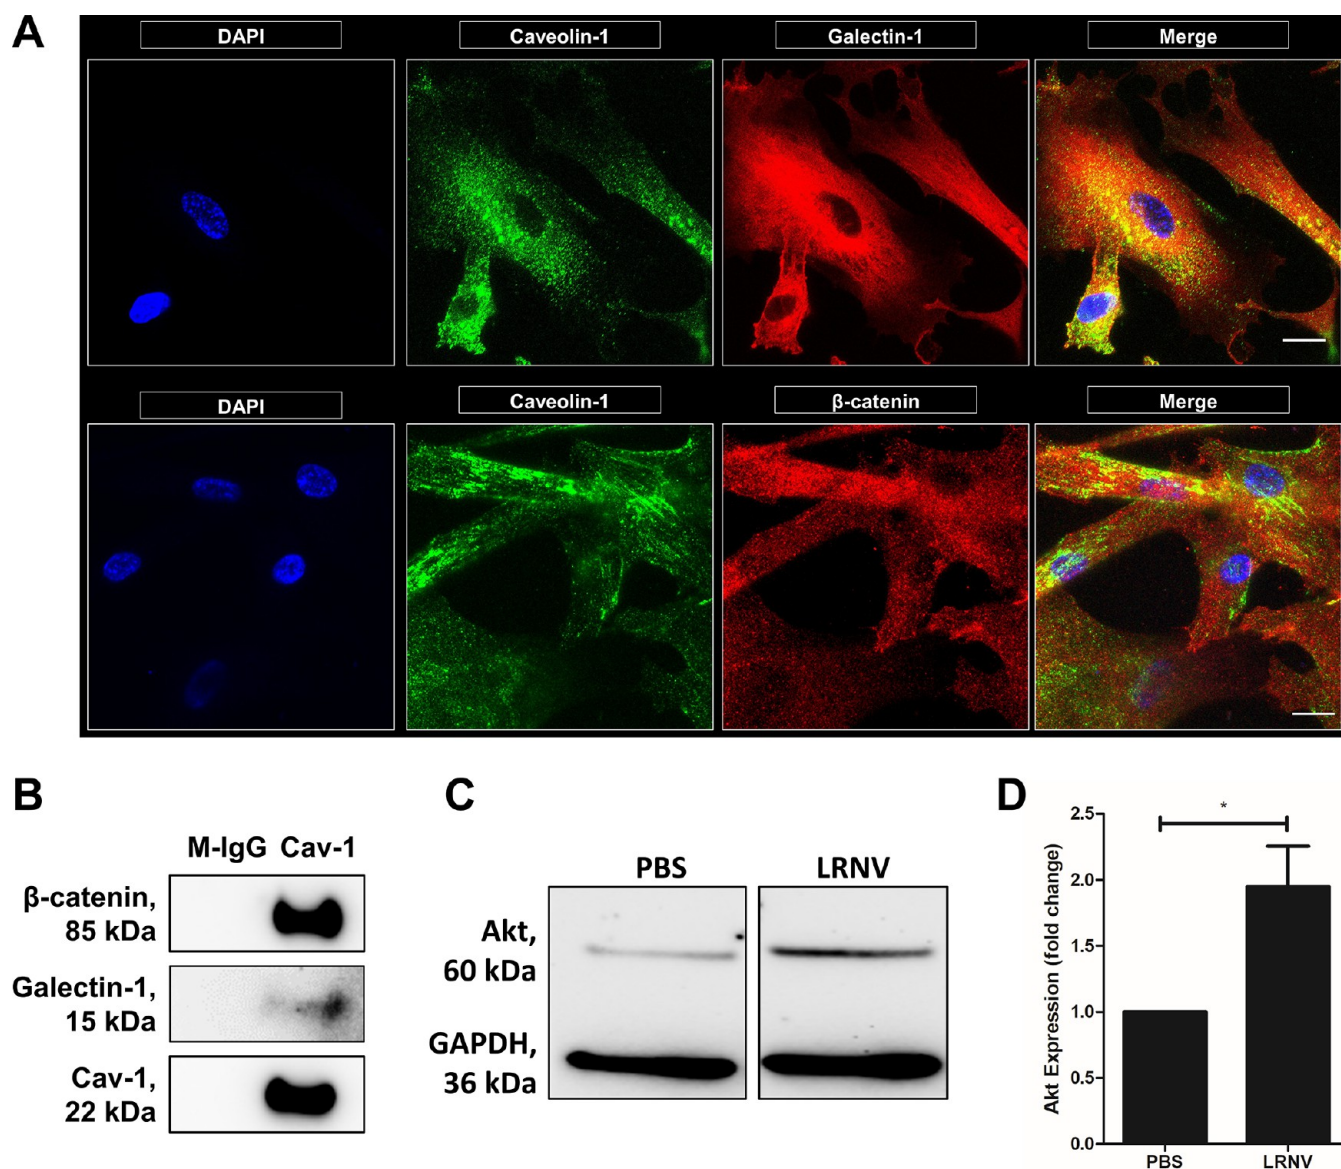 A
DAPI
Caveolin-1
Galectin-1
Merge
DAPI
Caveolin-1
β-catenin
Merge
B
M-IgG Cav-1
β-catenin,
85 kDa
Galectin-1,
15 kDa
Cav-1,
22 kDa
C
PBS
LRNV
Akt,
60 kDa
GAPDH,
36 kDa
D
*
Akt Expression (fold change)
2.5
2.0
1.5
1.0
0.5
0.0
PBS
LRNV